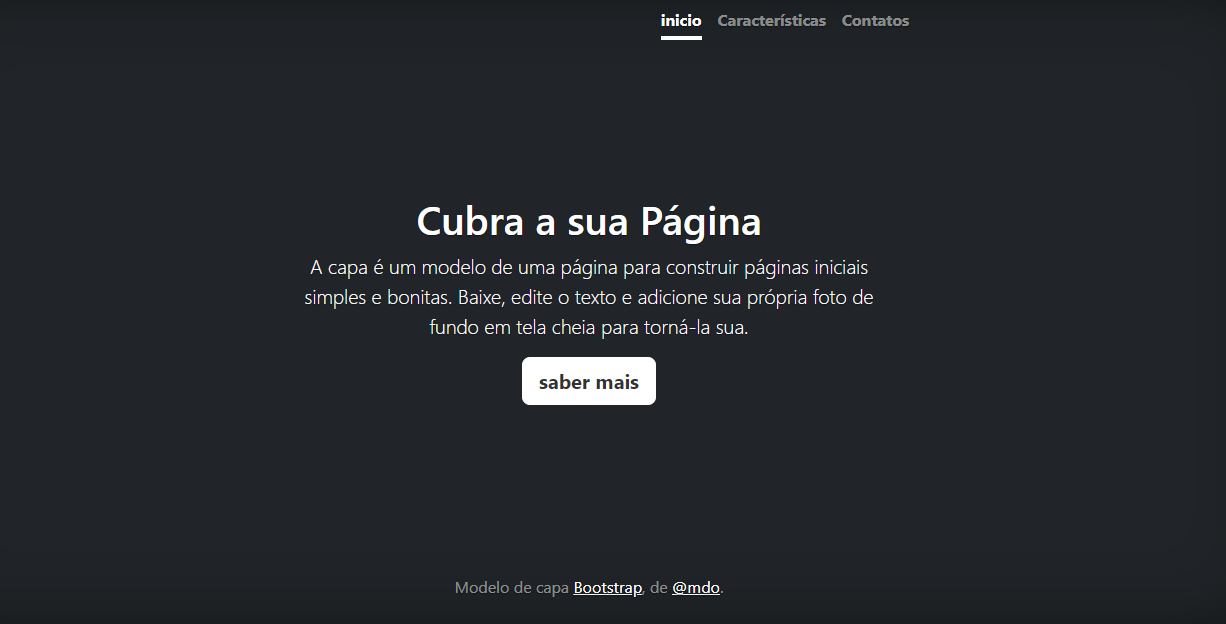 inicio Características Contatos
Cubra a sua Página
A capa é um modelo de uma página para construir páginas iniciais
simples e bonitas. Baixe, edite o texto e adicione sua própria foto de
fundo em tela cheia para torná-la sua.
saber mais
Modelo de capa Bootstrap, de @mdo.